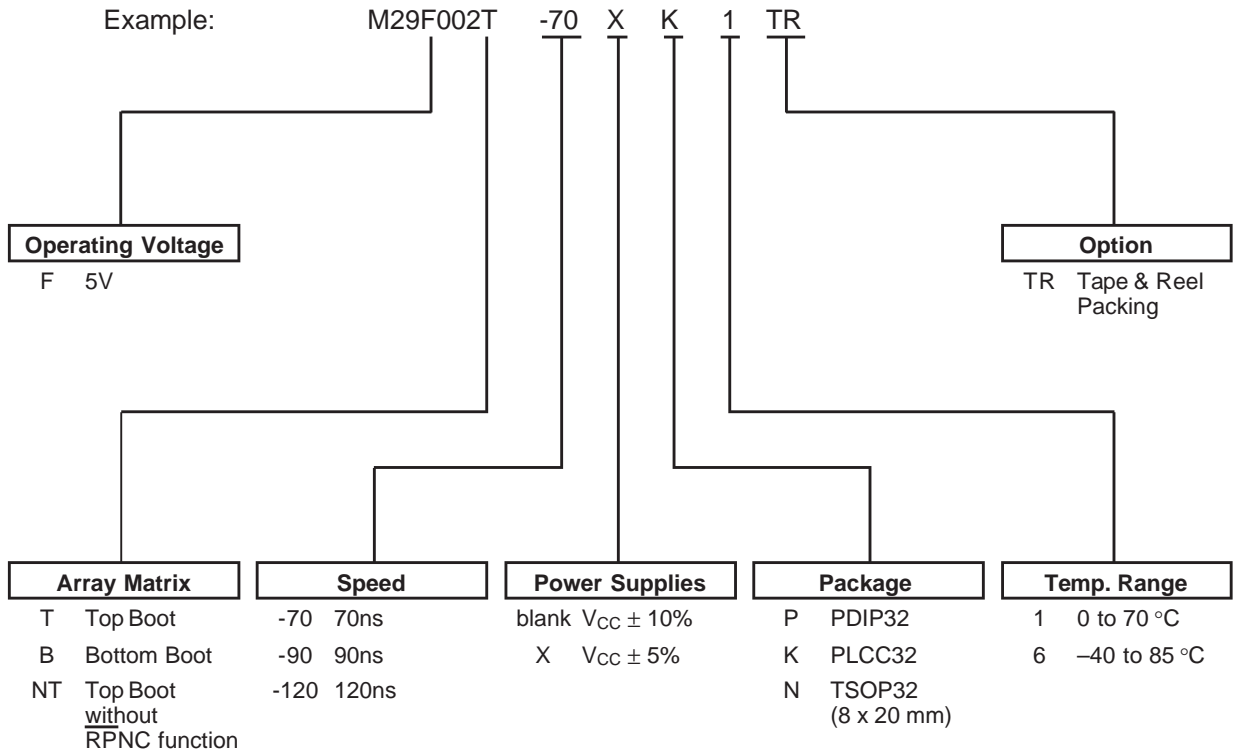 Example: M29F002T -70 X K 1 TR
Operating Voltage
F 5V
Option
TR Tape & Reel
Packing
Array Matrix
T Top Boot
B Bottom Boot
NT Top Boot
without
RPNC function
Speed
-70 70ns
-90 90ns
-120 120ns
Power Supplies
blank VCC ± 10%
X VCC ± 5%
Package
P PDIP32
K PLCC32
N TSOP32
(8 x 20 mm)
Temp. Range
1 0 to 70 °C
6 –40 to 85 °C